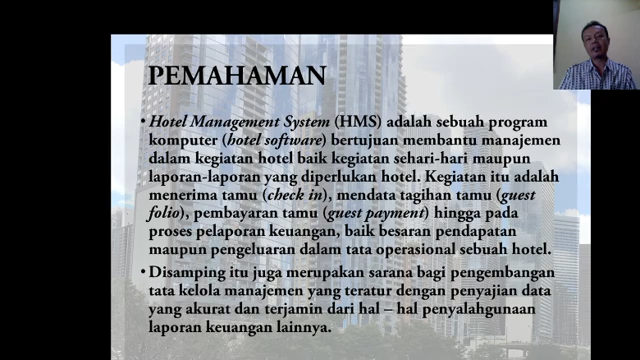 PEMAHAMAN
• Hotel Management System (HMS) adalah sebuah program
komputer (hotel software) bertujuan membantu manajemen
dalam kegiatan hotel baik kegiatan sehari-hari maupun
laporan-laporan yang diperlukan hotel. Kegiatan itu adalah
menerima tamu (check in), mendata tagihan tamu (guest
folio), pembayaran tamu (guest payment) hingga pada
proses pelaporan keuangan, baik besaran pendapatan
maupun pengeluaran dalam tata operasional sebuah hotel.
• Disamping itu juga merupakan sarana bagi pengembangan
tata kelola manajemen yang teratur dengan penyajian data
yang akurat dan terjamin dari hal – hal penyalahgunaan
laporan keuangan lainnya.